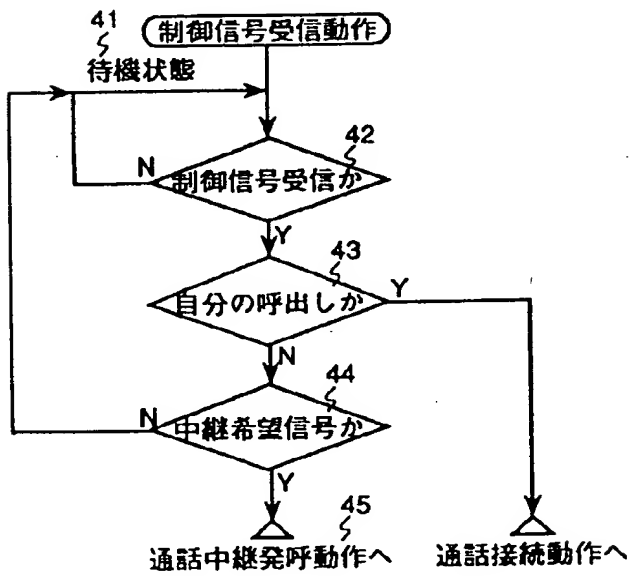 制御信号受信動作
41
待機状態
42
N
制御信号受信か
Y
43
自分の呼出しか
Y
N
44
N
中継希望信号か
Y
45
通話中継発呼動作へ
通話接続動作へ